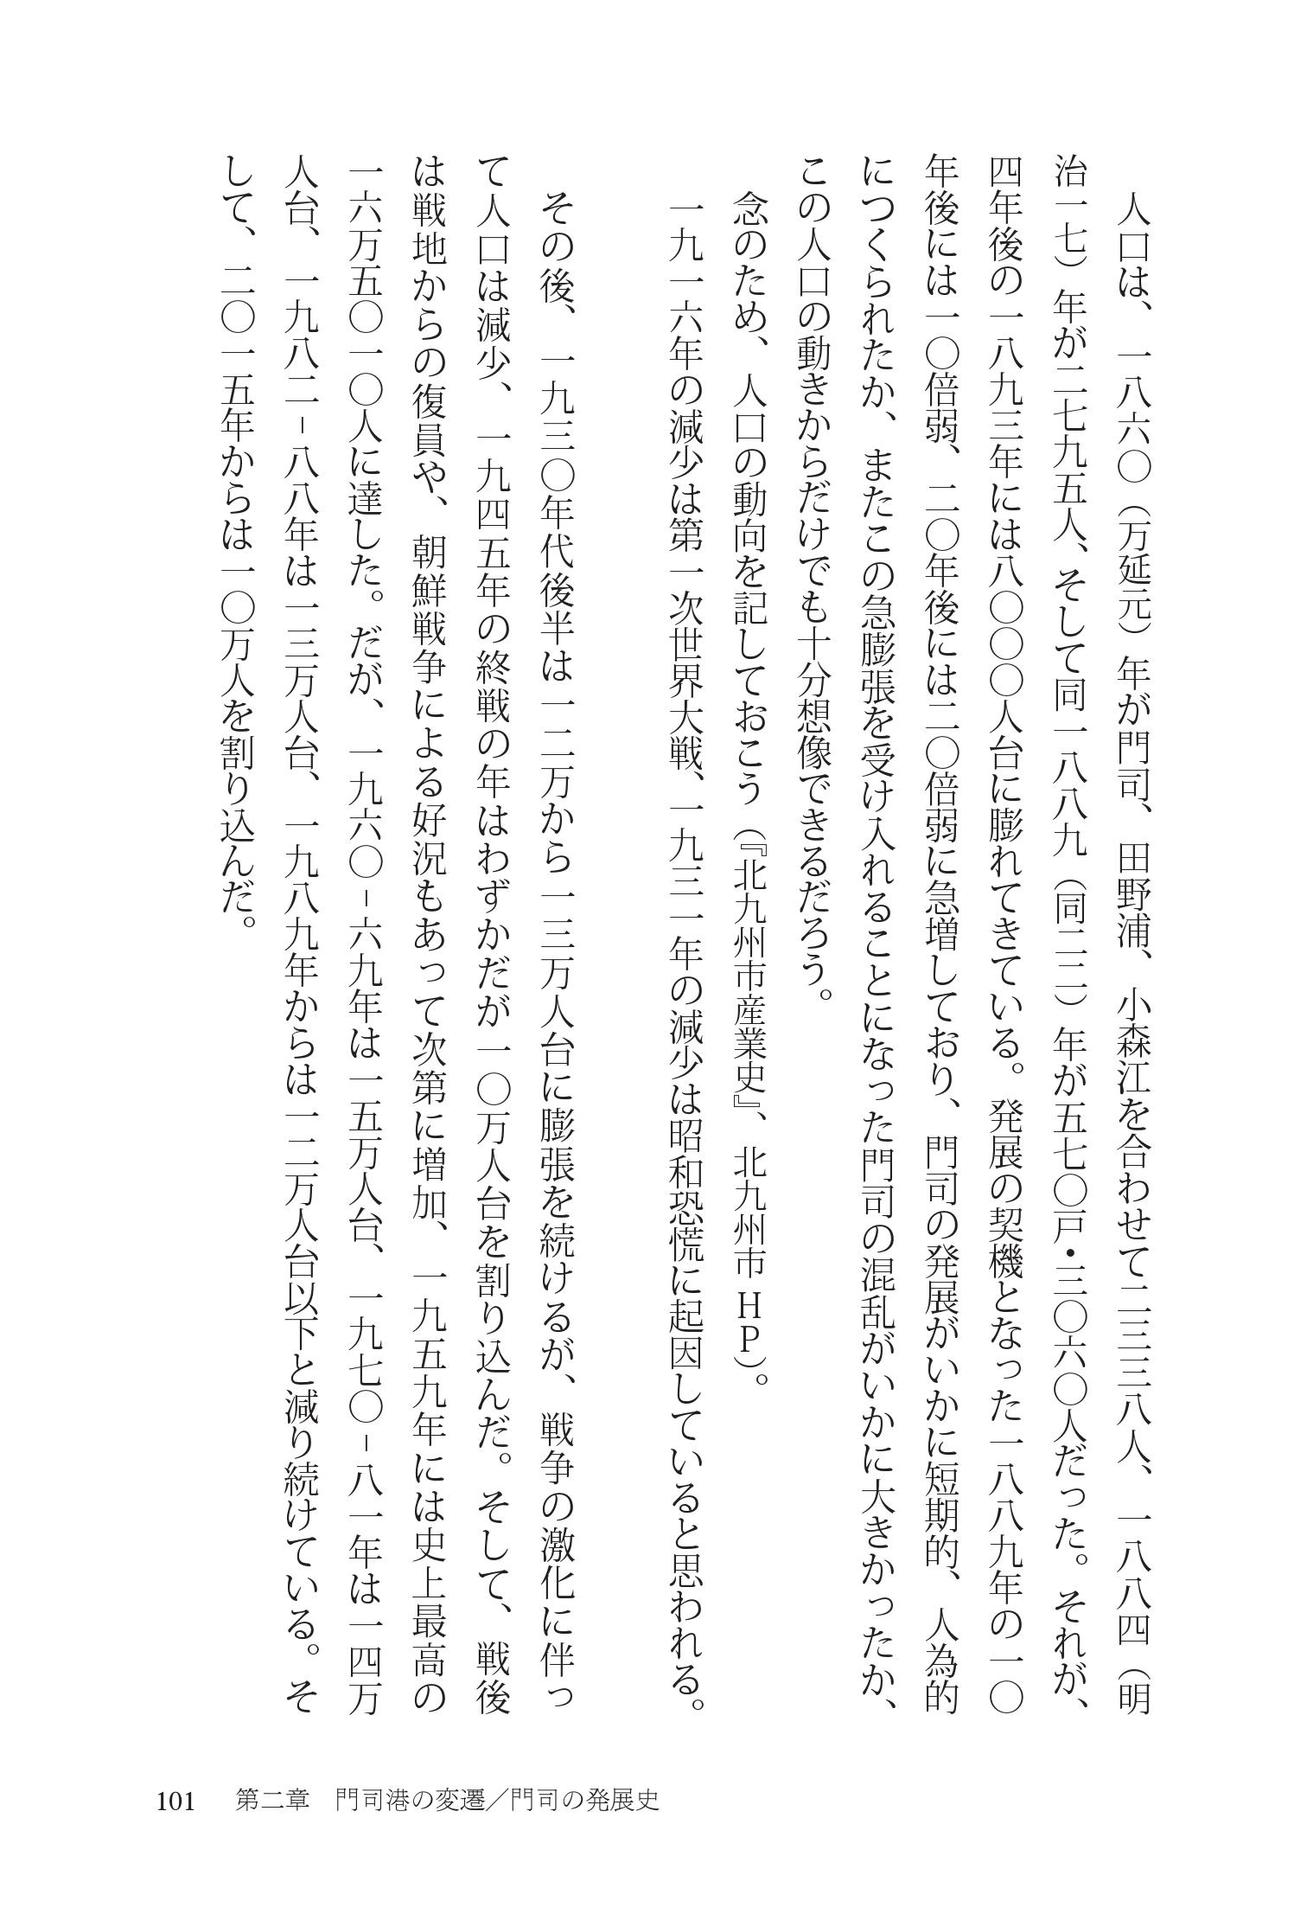 人口は、一八六〇（万延元）年が門司、田野浦、小森江を合わせて二三三八人、一八八四（明
治一七）年が二七九五人、そして同一八八九（同二二）年が五七〇戸・三〇六〇人だった。それが、
四年後の一八九三年には八〇〇〇人台に膨れてきている。発展の契機となった一八八九年の一〇
年後には一〇倍弱、二〇年後には二〇倍弱に急増しており、門司の発展がいかに短期的、人為的
につくられたか、またこの急膨張を受け入れることになった門司の混乱がいかに大きかったか、
この人口の動きからだけでも十分想像できるだろう。
念のため、人口の動向を記しておこう（『北九州市産業史』、北九州市HP）。
一九一六年の減少は第一次世界大戦、一九三一年の減少は昭和恐慌に起因していると思われる。
その後、一九三〇年代後半は一二万から一三万人台に膨張を続けるが、戦争の激化に伴っ
て人口は減少、一九四五年の終戦の年はわずかだが一〇万人台を割り込んだ。そして、戦後
は戦地からの復員や、朝鮮戦争による好況もあって次第に増加、一九五九年には史上最高の
一六万五〇一〇人に達した。だが、一九六〇−六九年は一五万人台、一九七〇−八一年は一四万
人台、一九八二−八八年は一三万人台、一九八九年からは一二万人台以下と減り続けている。そ
して、二〇一五年からは一〇万人を割り込んだ。
101 第二章　門司港の変遷／門司の発展史